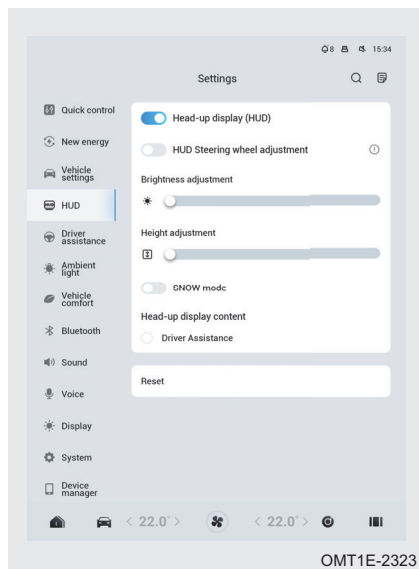 8 15:34
Settings
Quick control
New energy
Vehicle
settings
HUD
Driver
assistance
Ambient
light
Vehicle
comfort
Bluetooth
Sound
Voice
Display
System
Device
manager
Head-up display (HUD)
HUD Steering wheel adjustment
Brightness adjustment
Height adjustment
SNOW mode
Head-up display content
Driver Assistance
Reset
< 22.0° > < 22.0° >
OMT1E-2323